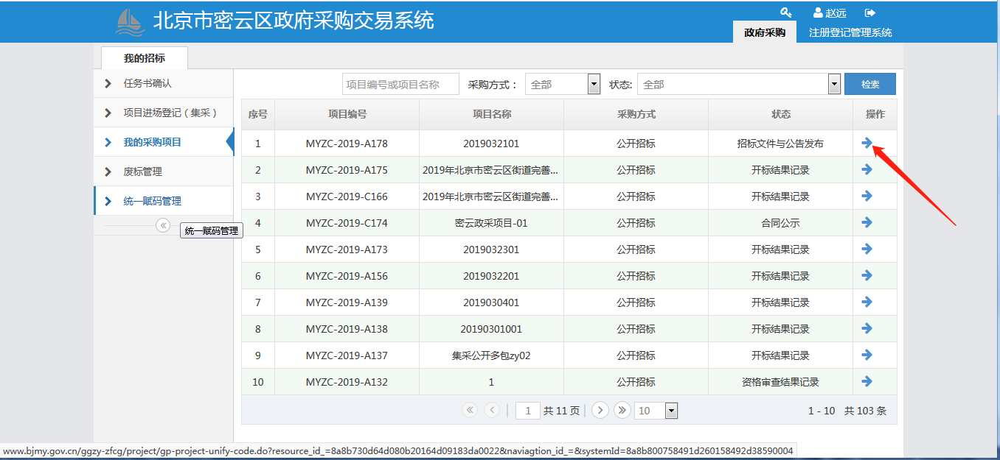 北京市密云区政府采购交易系统
赵远
政府采购 注册登记管理系统
我的招标
任务书确认
项目进场登记（集采）
我的采购项目
废标管理
统一赋码管理
统一赋码管理
项目编号或项目名称 采购方式： 全部 状态: 全部 检索
序号 项目编号 项目名称 采购方式 状态 操作
1 MYZC-2019-A178 2019032101 公开招标 招标文件与公告发布
2 MYZC-2019-A175 2019年北京市密云区街道完善... 公开招标 开标结果记录
3 MYZC-2019-C166 2019年北京市密云区街道完善... 公开招标 开标结果记录
4 MYZC-2019-C174 密云政采项目-01 公开招标 合同公示
5 MYZC-2019-A173 2019032301 公开招标 开标结果记录
6 MYZC-2019-A156 2019032201 公开招标 开标结果记录
7 MYZC-2019-A139 2019030401 公开招标 开标结果记录
8 MYZC-2019-A138 20190301001 公开招标 开标结果记录
9 MYZC-2019-A137 集采公开多包zy02 公开招标 开标结果记录
10 MYZC-2019-A132 1 公开招标 资格审查结果记录
1 共 11 页 10 1 - 10 共 103 条
www.bjmy.gov.cn/ggzy-zfcg/project/gp-project-unify-code.do?resource_id_=8a8b730d64d080b20164d09183da0022&naviagtion_id_=&systemId=8a8b800758491d260158492d38590004